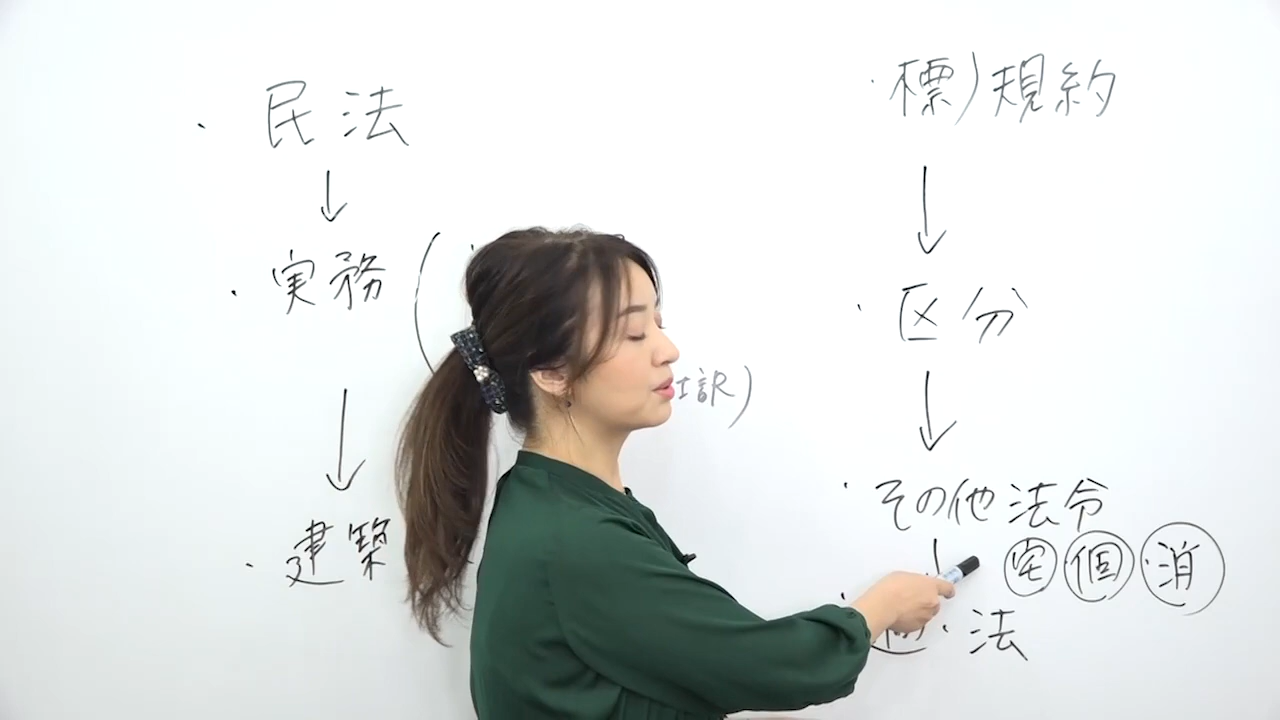 ・民法
↓
・実務(
訳)
↓
・建築
・標)規約
↓
・区分
↓
・その他法令
↓ 宅 個 消
適・法